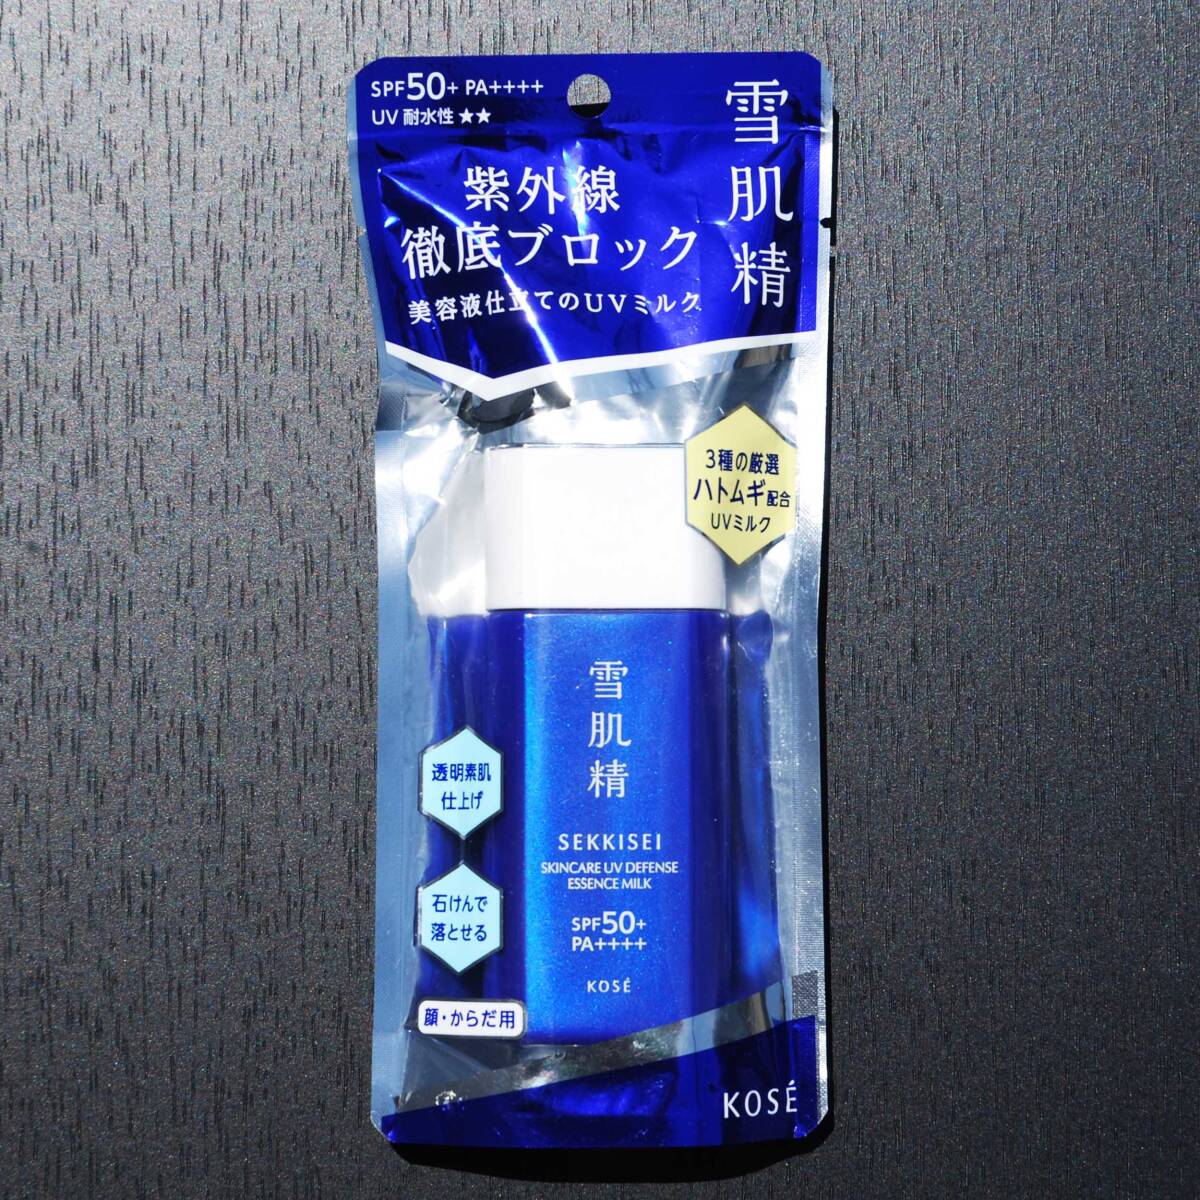 SPF50+ PA++++
UV 耐水性 ★★
雪肌精
紫外線
徹底ブロック
美容液仕立てのUVミルク
3種の厳選
ハトムギ配合
UVミルク
雪肌精
SEKKISEI
SKINCARE UV DEFENSE
ESSENCE MILK
SPF50+
PA++++
KOSÉ
透明素肌
仕上げ
石けんで
落とせる
顔・からだ用
KOSÉ